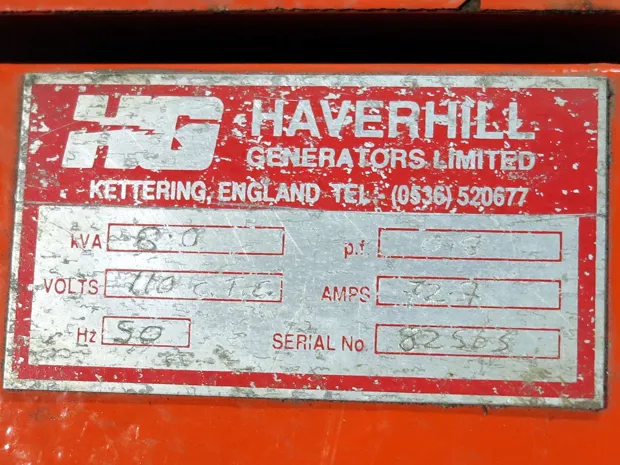 HG HAVERHILL
GENERATORS LIMITED
KETTERING, ENGLAND TEL - (0536) 520677
kVA 8.0 p.f.
VOLTS 110 C.T.E. AMPS 72.7
Hz 50 SERIAL No